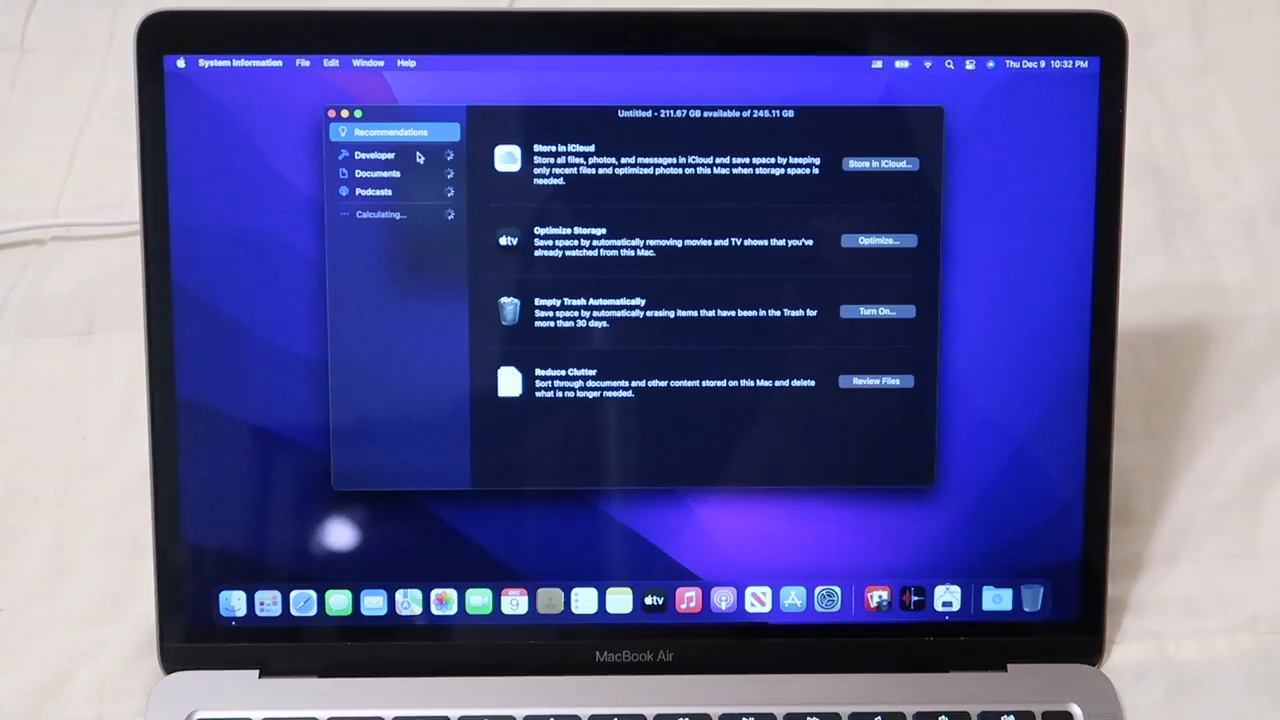 System Information File Edit Window Help Thu Dec 9 10:32 PM
Untitled - 211.67 GB available of 245.11 GB
Recommendations
Developer
Documents
Podcasts
Calculating...
Store in iCloud
Store all files, photos, and messages in iCloud and save space by keeping
only recent files and optimized photos on this Mac when storage space is
needed.
Store in iCloud...
tv
Optimize Storage
Save space by automatically removing movies and TV shows that you've
already watched from this Mac.
Optimize...
Empty Trash Automatically
Save space by automatically erasing items that have been in the Trash for
more than 30 days.
Turn On...
Reduce Clutter
Sort through documents and other content stored on this Mac and delete
what is no longer needed.
Review Files
DEC
9
tv
MacBook Air